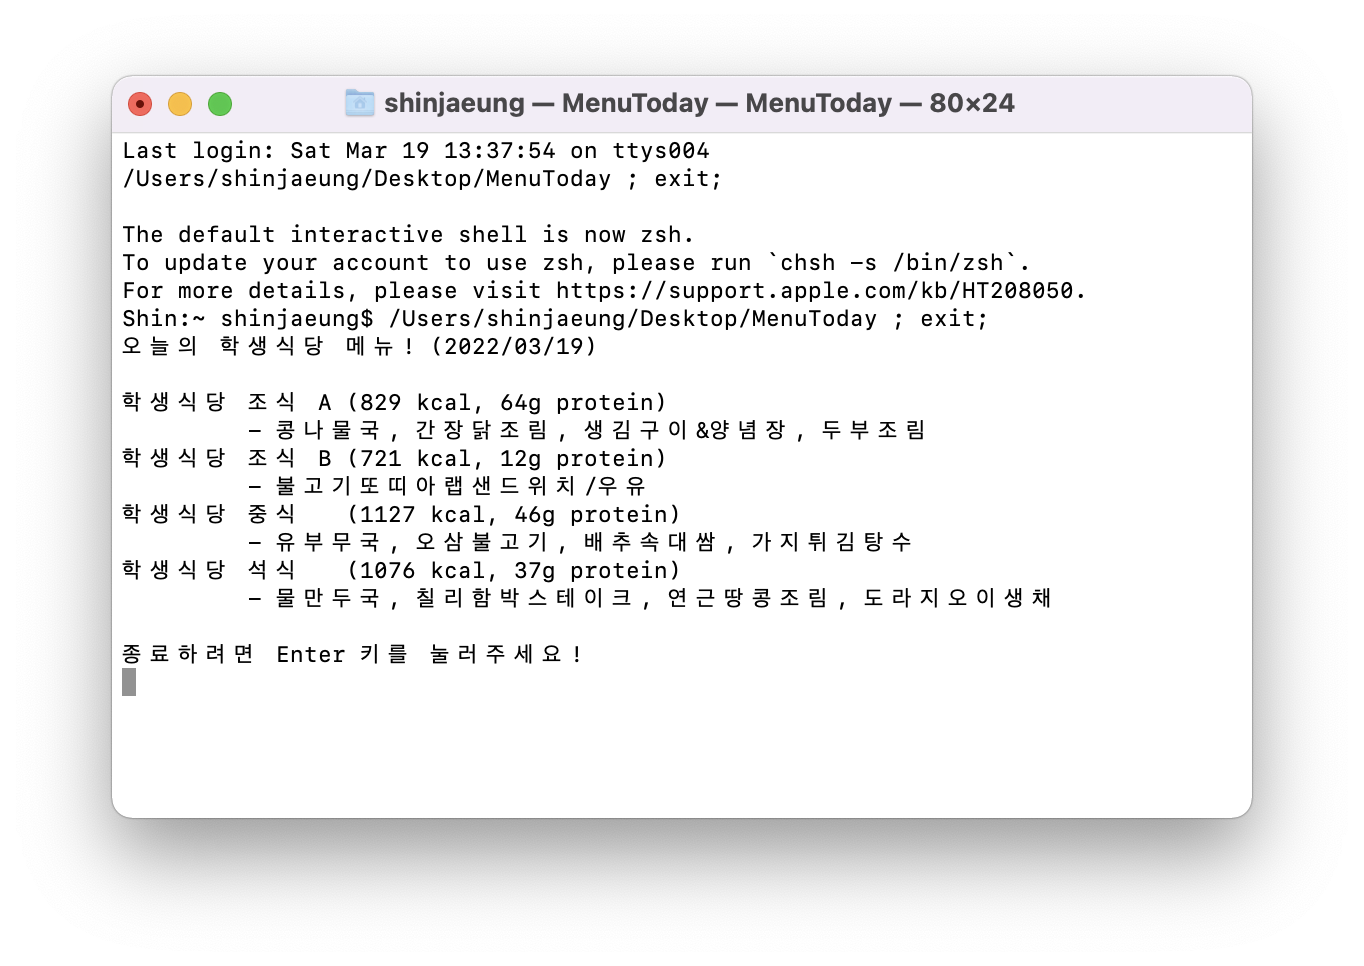 shinjaeung — MenuToday — MenuToday — 80×24
Last login: Sat Mar 19 13:37:54 on ttys004
/Users/shinjaeung/Desktop/MenuToday ; exit;
The default interactive shell is now zsh.
To update your account to use zsh, please run `chsh -s /bin/zsh`.
For more details, please visit https://support.apple.com/kb/HT208050.
Shin:~ shinjaeung$ /Users/shinjaeung/Desktop/MenuToday ; exit;
오늘의 학생식당 메뉴! (2022/03/19)
학생식당 조식 A (829 kcal, 64g protein)
- 콩나물국, 간장닭조림, 생김구이&양념장, 두부조림
학생식당 조식 B (721 kcal, 12g protein)
- 불고기또띠아랩샌드위치/우유
학생식당 중식 (1127 kcal, 46g protein)
- 유부무국, 오삼불고기, 배추속대쌈, 가지튀김탕수
학생식당 석식 (1076 kcal, 37g protein)
- 물만두국, 칠리함박스테이크, 연근땅콩조림, 도라지오이생채
종료하려면 Enter 키를 눌러주세요!